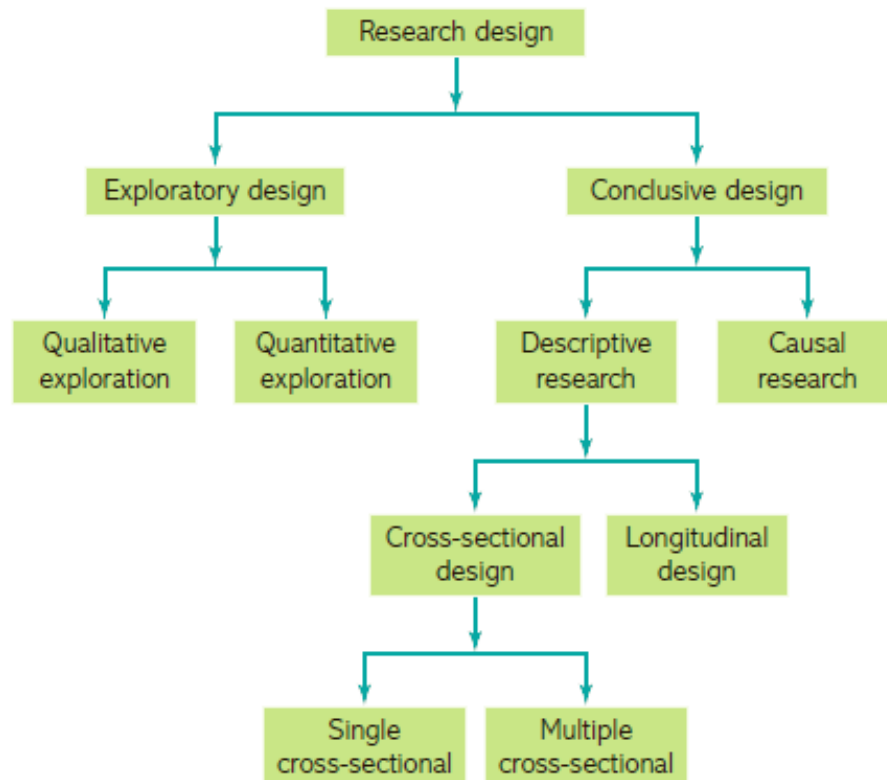 Research design
Exploratory design
Conclusive design
Qualitative
exploration
Quantitative
exploration
Descriptive
research
Causal
research
Cross-sectional
design
Longitudinal
design
Single
cross-sectional
Multiple
cross-sectional